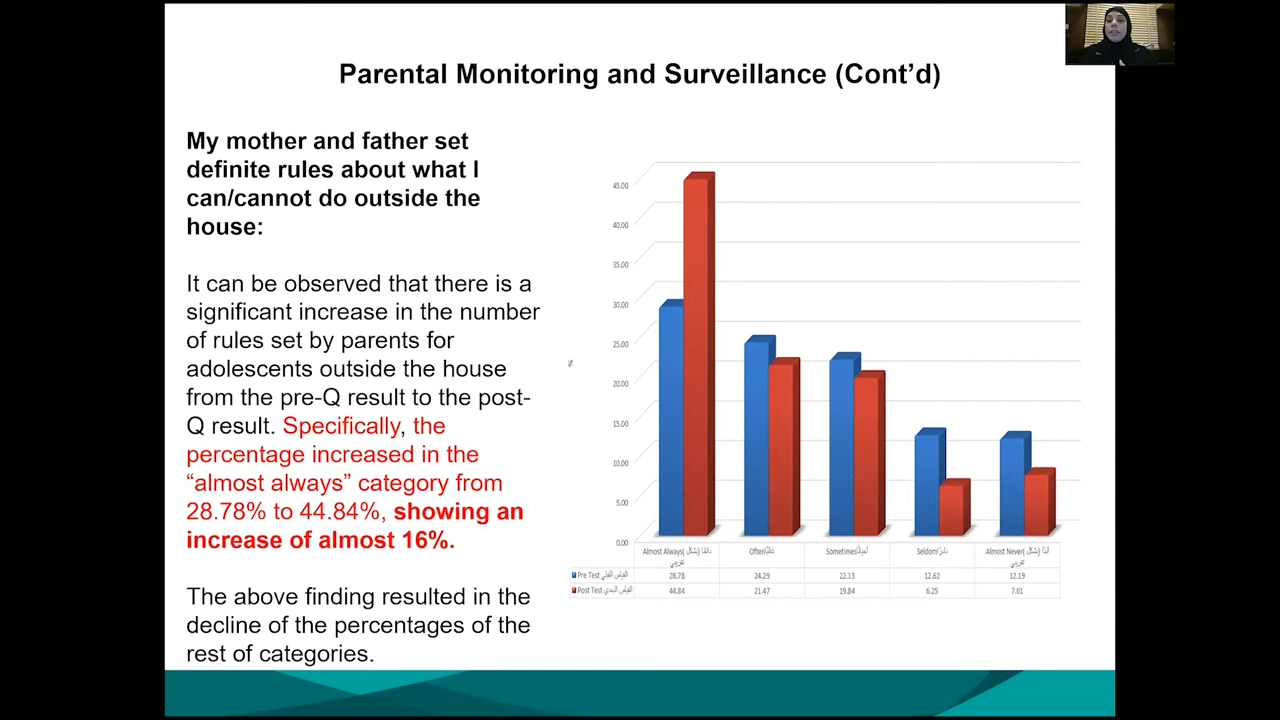 Parental Monitoring and Surveillance (Cont’d)
My mother and father set
definite rules about what I
can/cannot do outside the
house:
It can be observed that there is a
significant increase in the number
of rules set by parents for
adolescents outside the house
from the pre-Q result to the post-
Q result. Specifically, the
percentage increased in the
“almost always” category from
28.78% to 44.84%, showing an
increase of almost 16%.
The above finding resulted in the
decline of the percentages of the
rest of categories.
45.00
40.00
35.00
30.00
25.00
20.00
15.00
10.00
5.00
0.00
%
Almost Always دائمًا (بشكل تقريبي)
Often غالبًا
Sometimes أحيانًا
Seldom نادرًا
Almost Never أبدًا (بشكل تقريبي)
Pre Test القياس القبلي 28.78 24.29 22.13 12.62 12.19
Post Test القياس البعدي 44.84 21.47 19.84 6.25 7.61